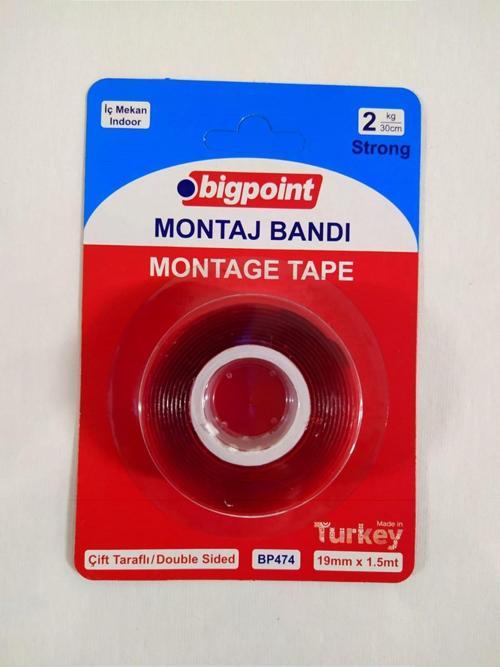 İç Mekan
Indoor
2 kg
30cm
Strong
bigpoint
MONTAJ BANDI
MONTAGE TAPE
Made in
Turkey
Çift Taraflı/Double Sided
BP474
19mm x 1.5mt